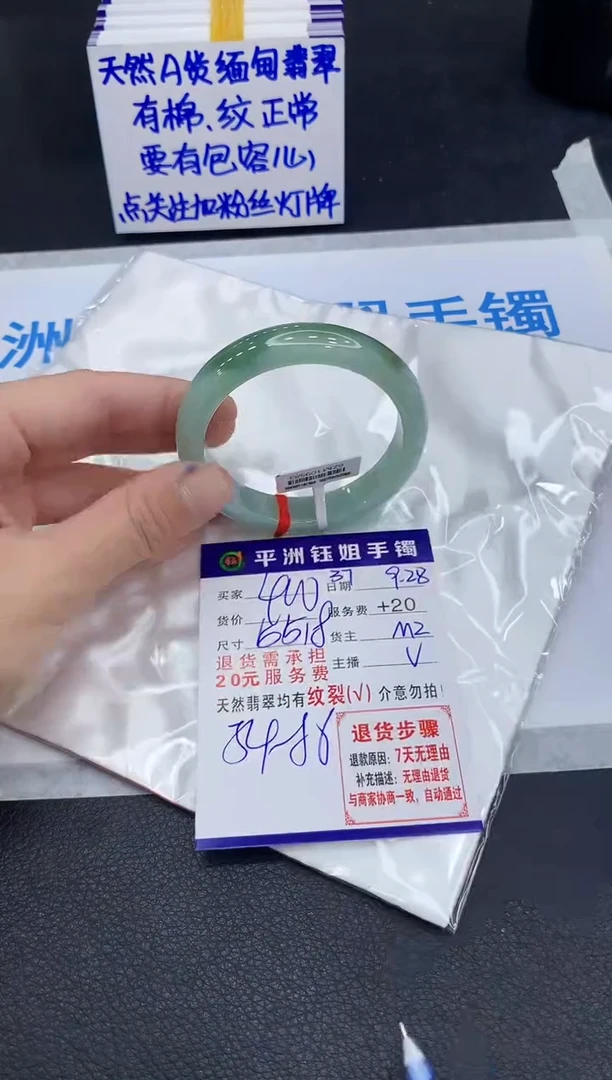 天然A货缅甸翡翠
有棉、纹正常
要有包容心
点关注加粉丝灯牌
洲
手镯
平洲钰姐手镯
买家 400 37 日期 9.28
货价 服务费 +20
尺寸 5518 货主 M2
退货需承担 主播 V
20元服务费
天然翡翠均有纹裂(√) 介意勿拍!
退货步骤
退款原因: 7天无理由
补充描述: 无理由退货
与商家协商一致,自动通过